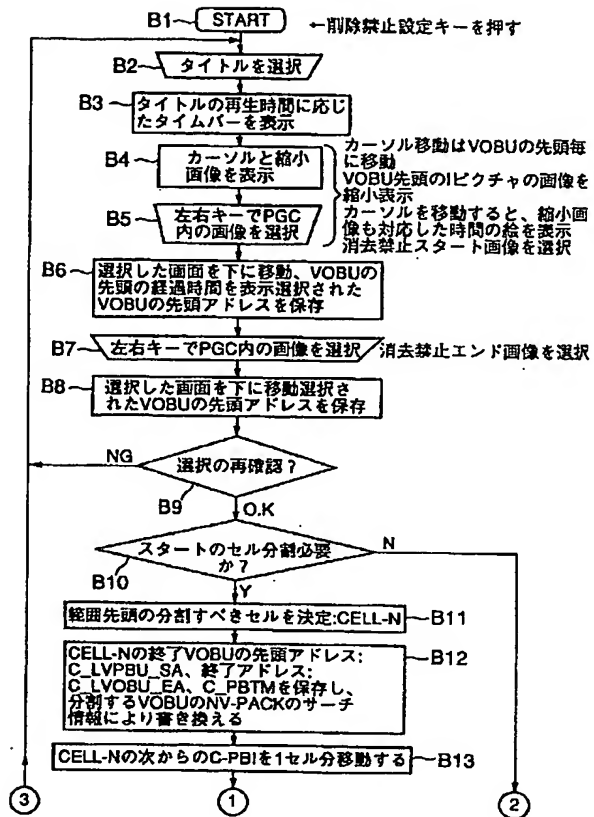 B1
START
←削除禁止設定キーを押す
B2
タイトルを選択
B3
タイトルの再生時間に応じ
たタイムバーを表示
B4
カーソルと縮小
画像を表示
カーソル移動はVOBUの先頭毎
に移動
VOBU先頭のIピクチャの画像を
縮小表示
カーソルを移動すると、縮小画
像も対応した時間の絵を表示
消去禁止スタート画像を選択
B5
左右キーでPGC
内の画像を選択
B6
選択した画面を下に移動、VOBUの
先頭の経過時間を表示選択された
VOBUの先頭アドレスを保存
B7
左右キーでPGC内の画像を選択
消去禁止エンド画像を選択
B8
選択した画面を下に移動選択さ
れたVOBUの先頭アドレスを保存
NG
選択の再確認？
B9
O.K
スタートのセル分割必要
か？
N
B10
Y
範囲先頭の分割すべきセルを決定:CELL-N
B11
CELL-Nの終了VOBUの先頭アドレス:
C_LVPBU_SA、終了アドレス:
C_LVOBU_EA、C_PBTMを保存し、
分割するVOBUのNV-PACKのサーチ
情報により書き換える
B12
CELL-Nの次からのC-PBIを1セル分移動する
B13
3
1
2